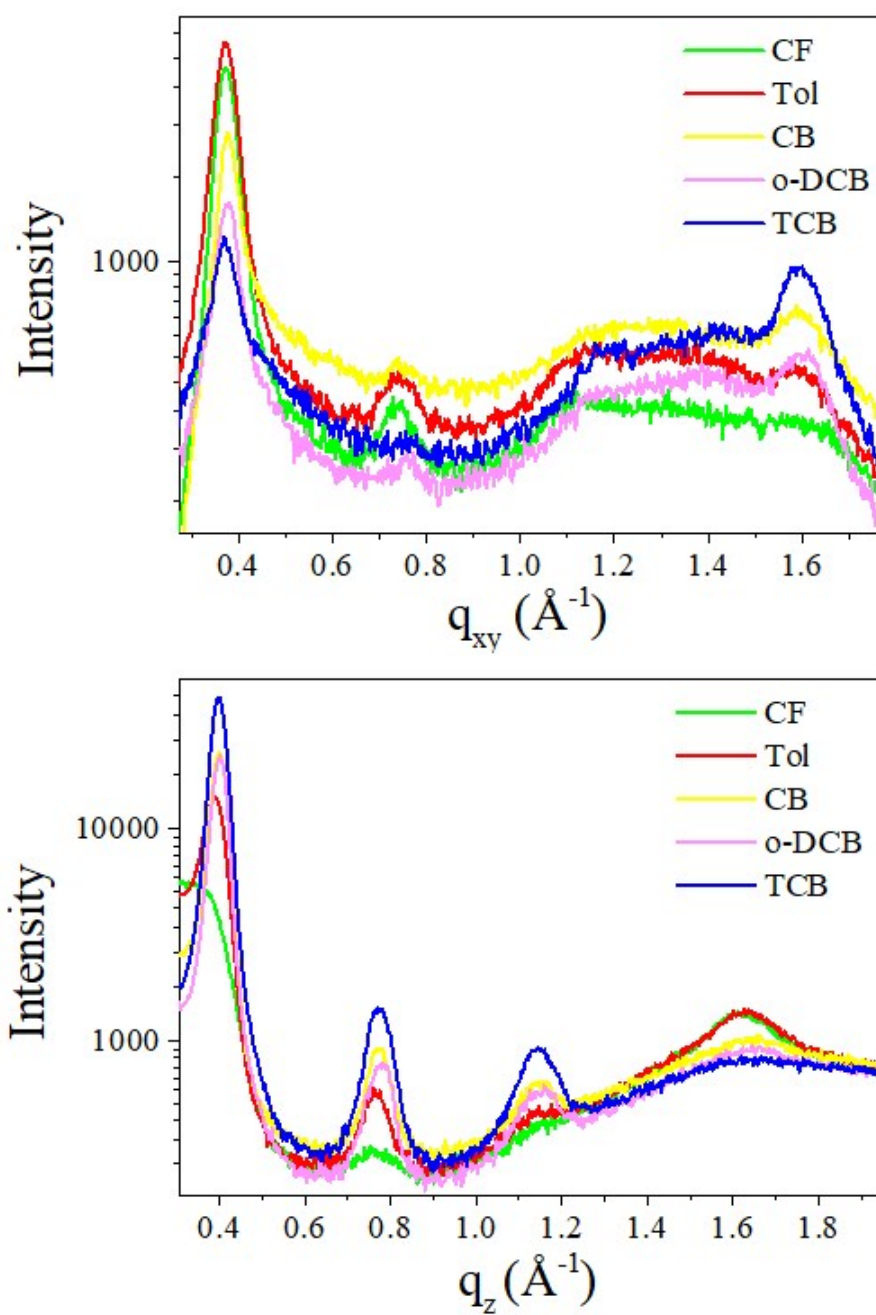 CF
Tol
CB
o-DCB
TCB
1000
Intensity
0.4 0.6 0.8 1.0 1.2 1.4 1.6
q_xy (Å⁻¹)
CF
Tol
CB
o-DCB
TCB
10000
1000
Intensity
0.4 0.6 0.8 1.0 1.2 1.4 1.6 1.8
q_z (Å⁻¹)